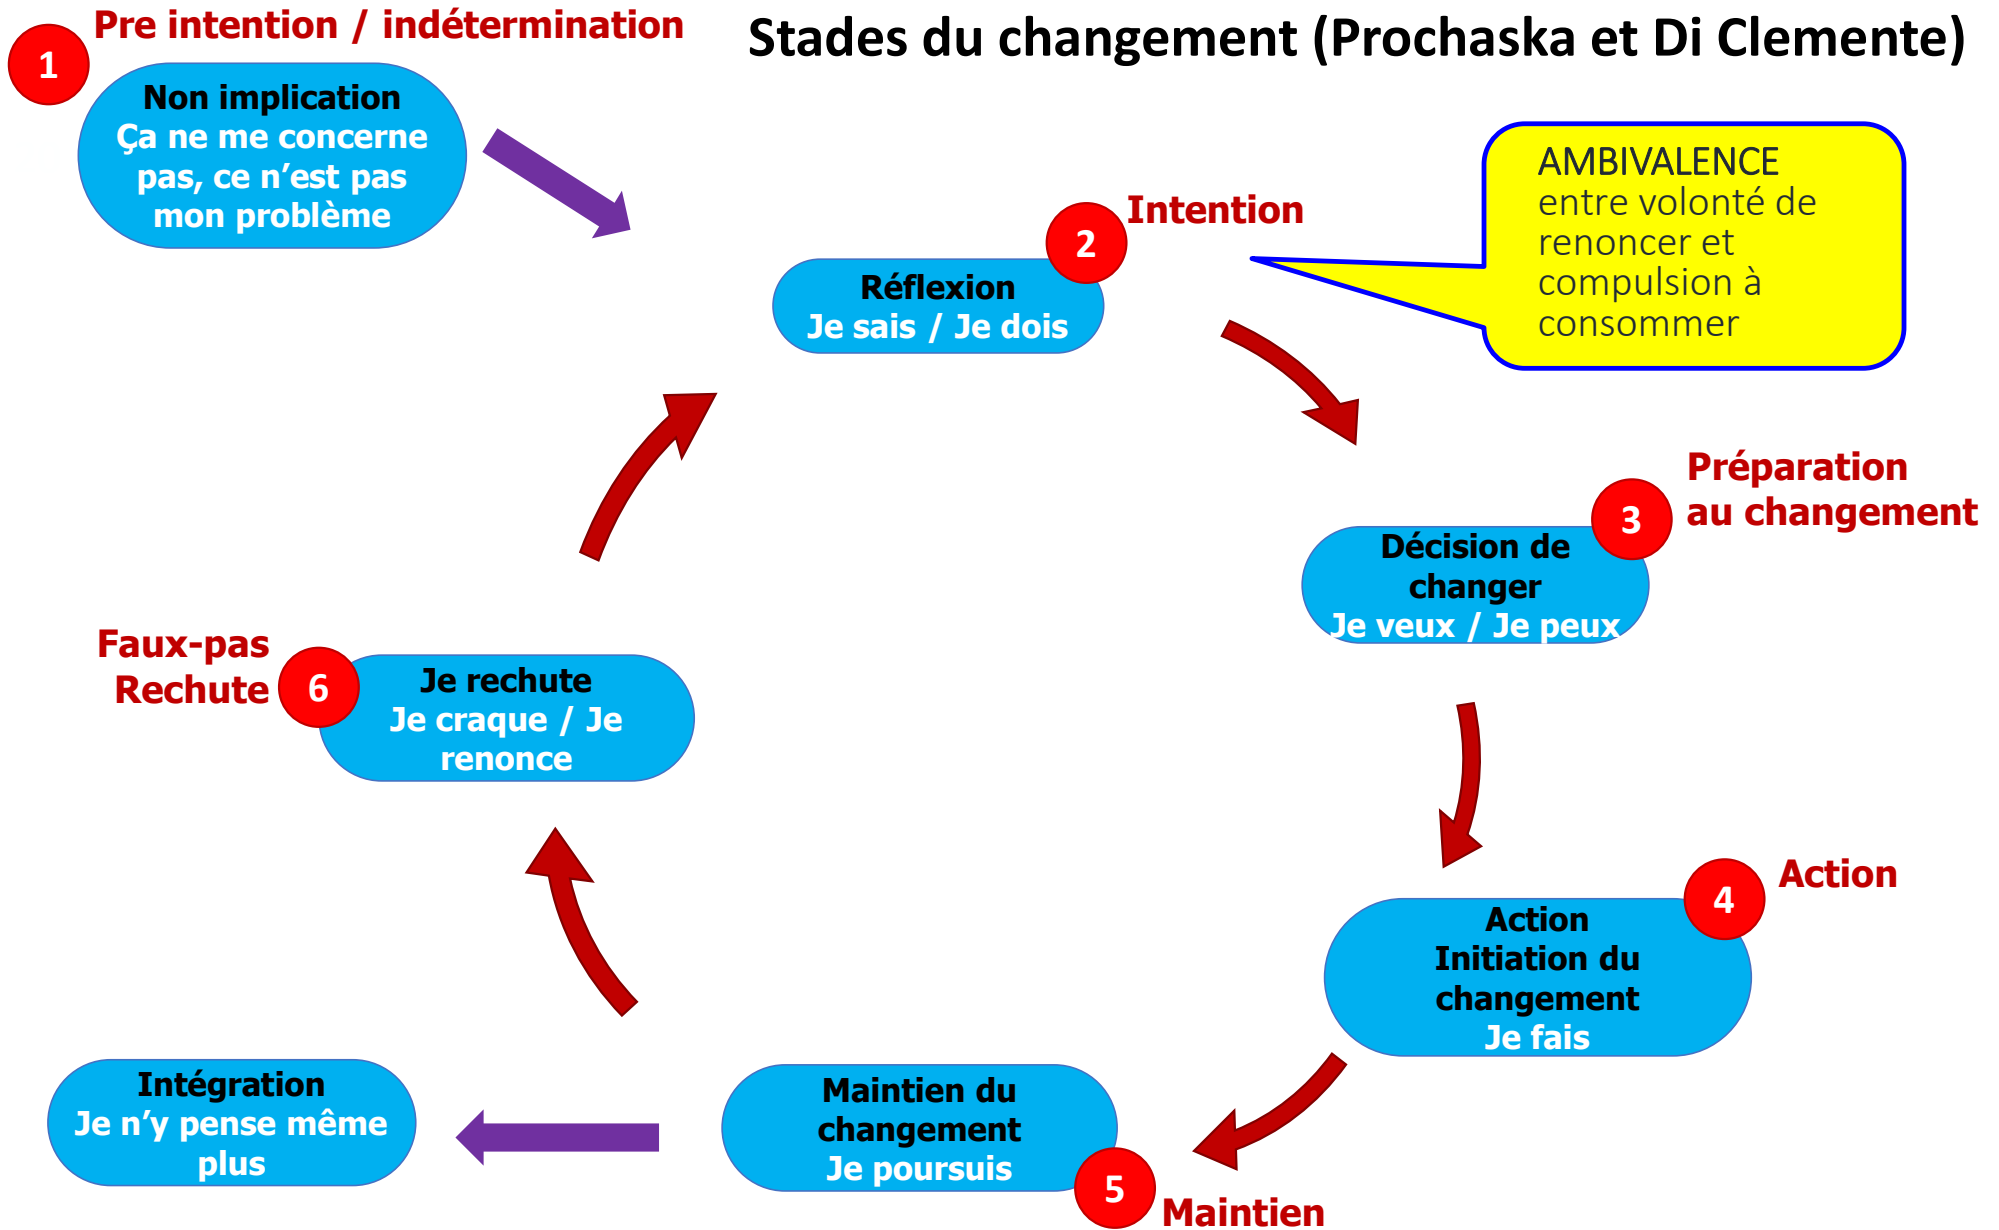 Pre intention / indétermination
Stades du changement (Prochaska et Di Clemente)
1
Non implication
Ça ne me concerne
pas, ce n’est pas
mon problème
AMBIVALENCE
entre volonté de
renoncer et
compulsion à
consommer
Intention
2
Réflexion
Je sais / Je dois
Préparation
au changement
3
Décision de
changer
Je veux / Je peux
Faux-pas
Rechute
6
Je rechute
Je craque / Je
renonce
Action
4
Action
Initiation du
changement
Je fais
Maintien du
changement
Je poursuis
5
Maintien
Intégration
Je n’y pense même
plus